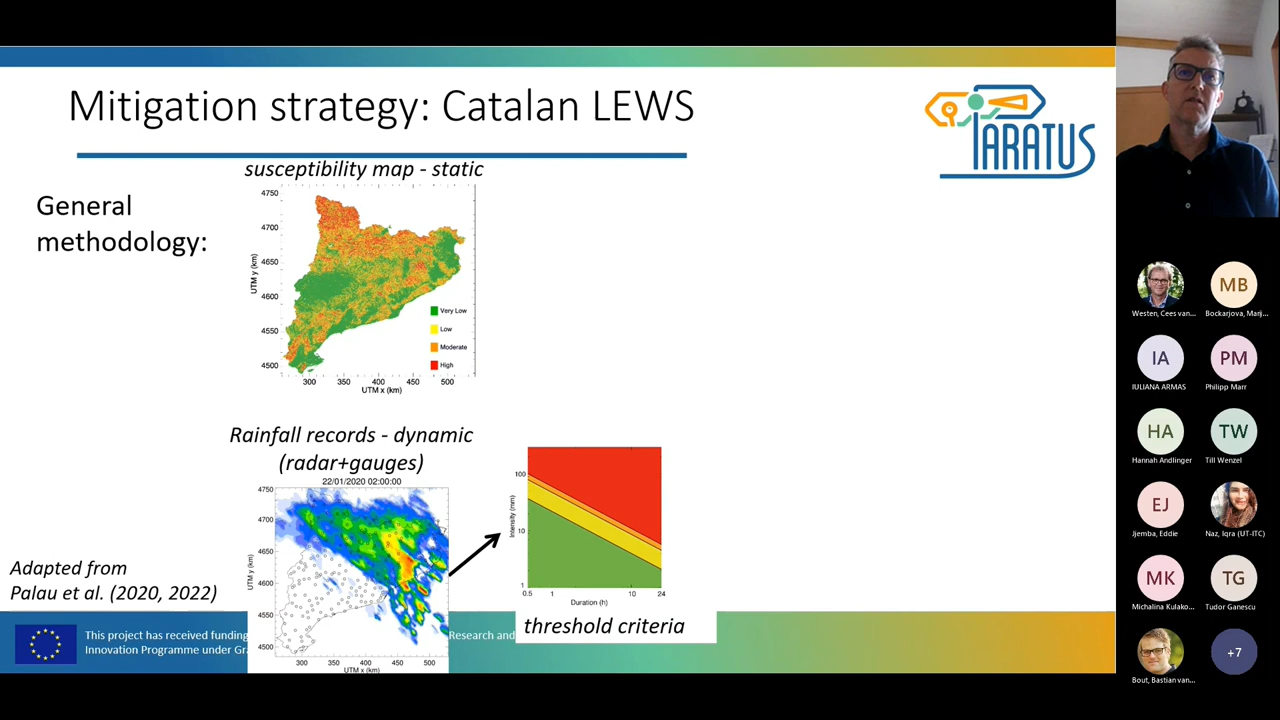 Mitigation strategy: Catalan LEWS
PARATUS
susceptibility map - static
General
methodology:
4750
4700
4650
4600
4550
4500
UTM y (km)
Very Low
Low
Moderate
High
300 350 400 450 500
UTM x (km)
Rainfall records - dynamic
(radar+gauges)
22/01/2020 02:00:00
4750
4700
4650
4600
4550
4500
UTM y (km)
300 350 400 450 500
UTM x (km)
100
10
1
Intensity (mm)
0.5 1 10 24
Duration (h)
threshold criteria
Adapted from
Palau et al. (2020, 2022)
This project has received funding
Research and
Innovation Programme under Gra
Westen, Cees van...
MB
Bockarjova, Marij...
IA
IULIANA ARMAS
PM
Philipp Marr
HA
Hannah Andlinger
TW
Till Wenzel
EJ
Jjemba, Eddie
Naz, Iqra (UT-ITC)
MK
Michalina Kulako...
TG
Tudor Ganescu
Bout, Bastian van...
+7